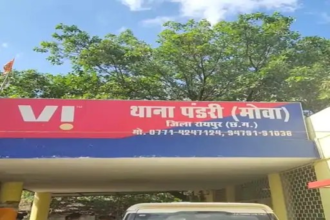 VI
थाना पंडरी (मोवा)
जिला रायपुर (छ.ग.)
मो. 0771-4247124, 94791-91036